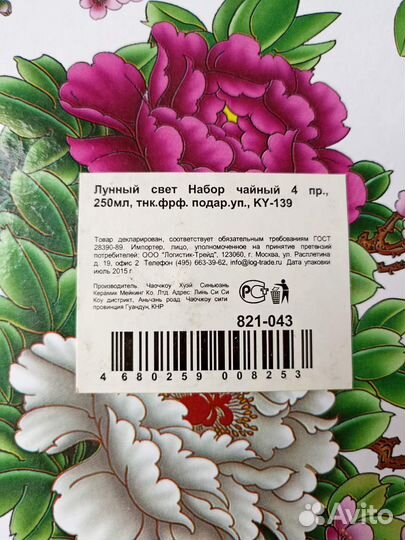 Лунный свет Набор чайный 4 пр.,
250мл, тнк.фрф. подар.уп., KY-139
Товар декларирован, соответствует обязательным требованиям ГОСТ
28390-89. Импортер, лицо, уполномоченное на принятие претензий
потребителей: ООО "Логистик-Трейд", 123060, г. Москва, ул. Расплетина
д. 19, офис 2 Телефон (495) 663-39-62, info@log-trade.ru Дата упаковки
июль 2015 г
Производитель: Чаочжоу Хуэй Синьюань
Керамик Мейкинг Ко. Лтд. Адрес: Линь Си Си
Коу дистрикт, Аньчэнь роад Чаочжоу сити
провинция Гуандун, КНР
821-043
4 680259 008253
Avito